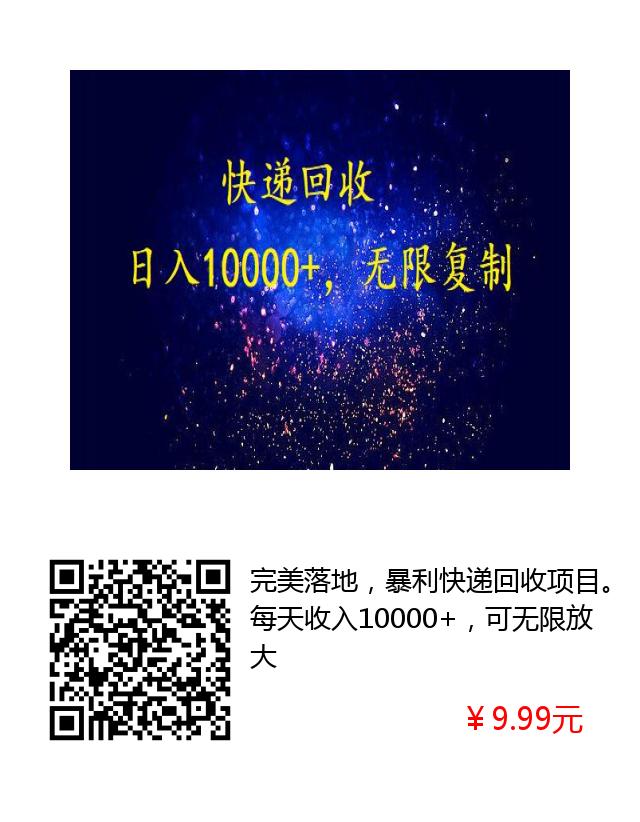 快递回收
日入10000+，无限复制
完美落地，暴利快递回收项目。
每天收入10000+，可无限放
大
￥9.99元